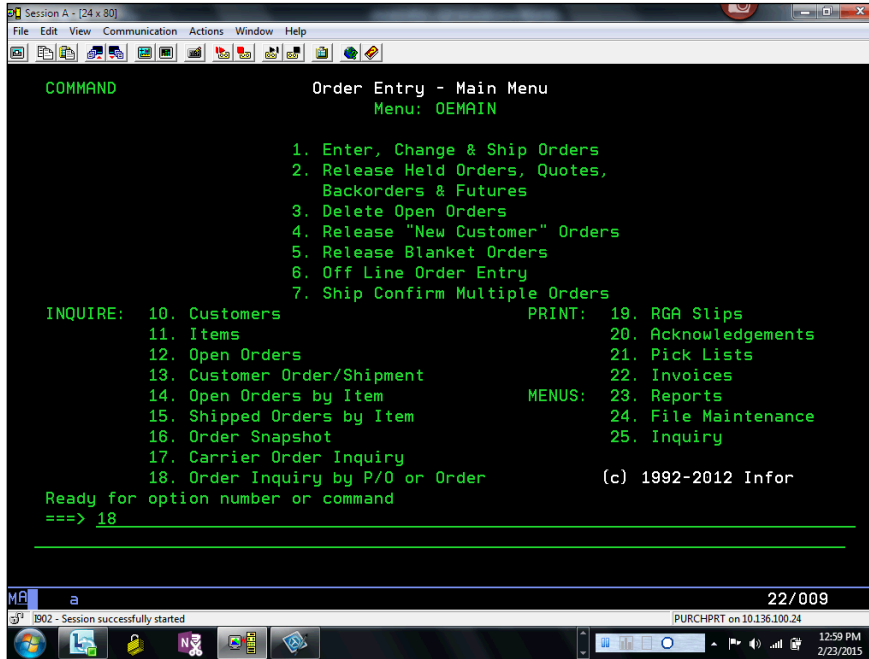 Session A - [24 x 80]
File Edit View Communication Actions Window Help
COMMAND Order Entry - Main Menu
Menu: OEMAIN
1. Enter, Change & Ship Orders
2. Release Held Orders, Quotes,
Backorders & Futures
3. Delete Open Orders
4. Release "New Customer" Orders
5. Release Blanket Orders
6. Off Line Order Entry
7. Ship Confirm Multiple Orders
INQUIRE: 10. Customers PRINT: 19. RGA Slips
11. Items 20. Acknowledgements
12. Open Orders 21. Pick Lists
13. Customer Order/Shipment 22. Invoices
14. Open Orders by Item MENUS: 23. Reports
15. Shipped Orders by Item 24. File Maintenance
16. Order Snapshot 25. Inquiry
17. Carrier Order Inquiry
18. Order Inquiry by P/O or Order (c) 1992-2012 Infor
Ready for option number or command
===> 18
MA a 22/009
I902 - Session successfully started PURCHPRT on 10.136.100.24
12:59 PM
2/23/2015